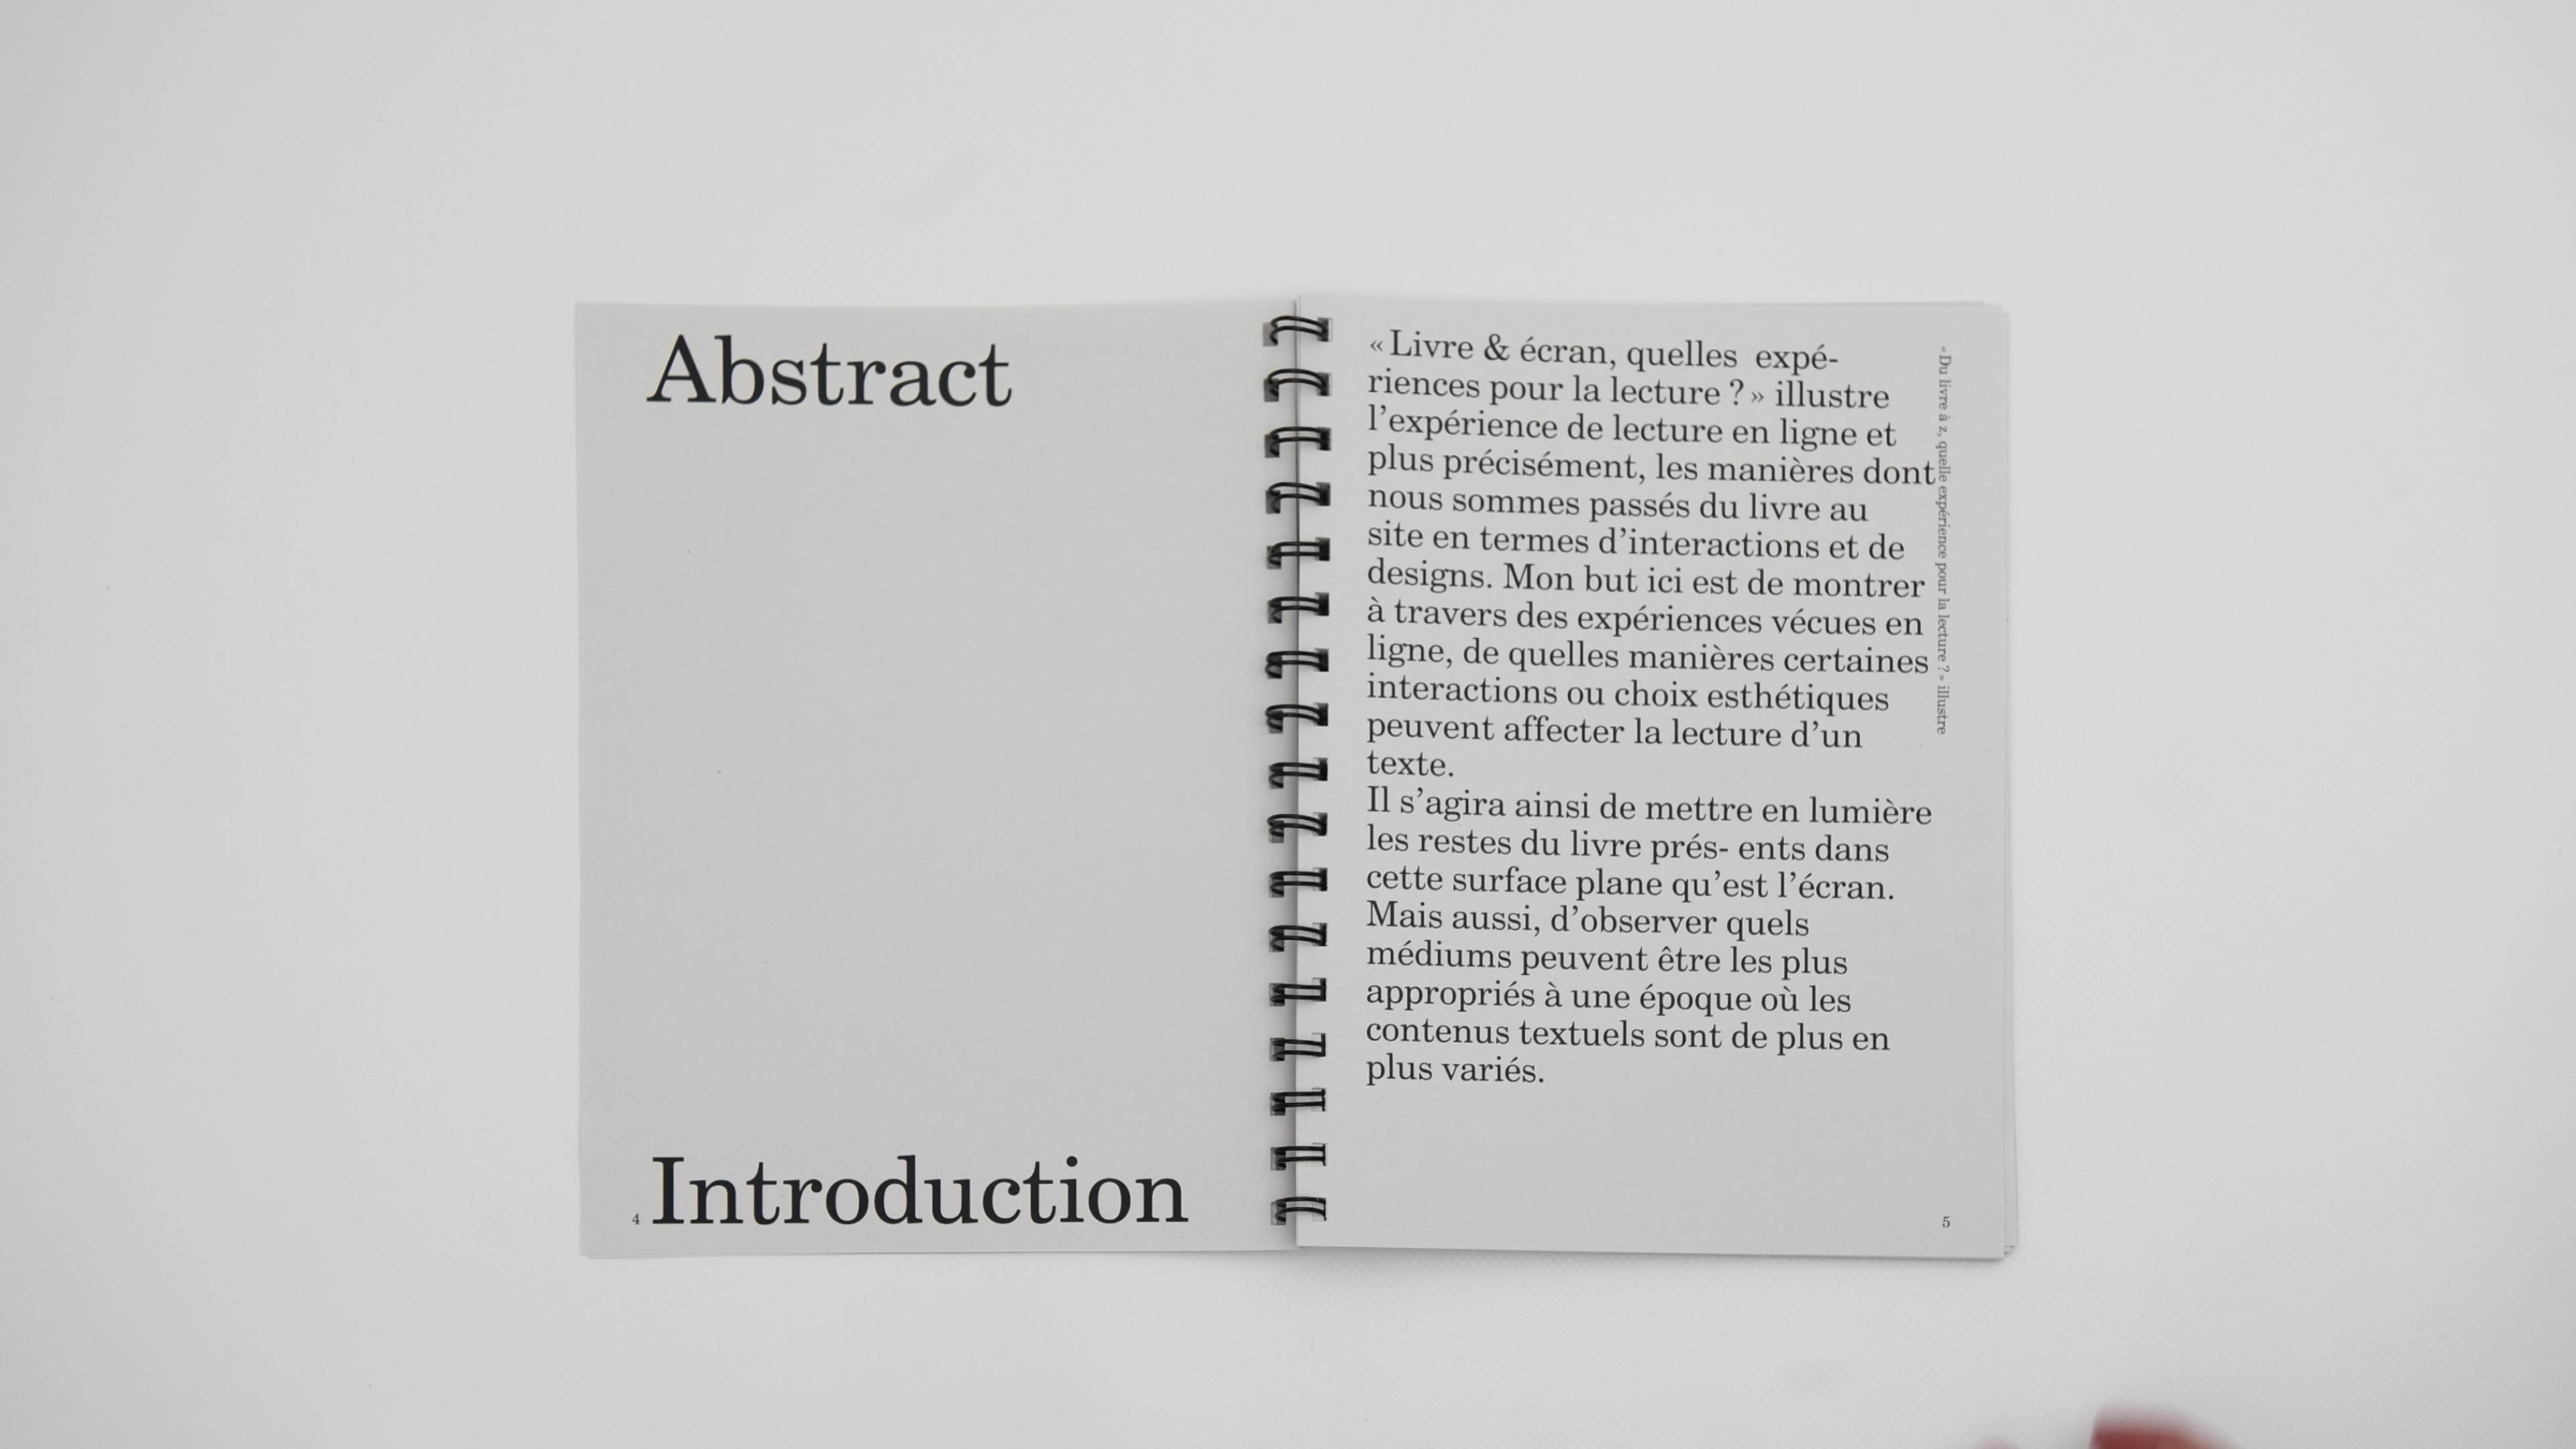 Abstract
4 Introduction
« Livre & écran, quelles  expé-
riences pour la lecture ? » illustre
l’expérience de lecture en ligne et
plus précisément, les manières dont
nous sommes passés du livre au
site en termes d’interactions et de
designs. Mon but ici est de montrer
à travers des expériences vécues en
ligne, de quelles manières certaines
interactions ou choix esthétiques
peuvent affecter la lecture d’un
texte.
Il s’agira ainsi de mettre en lumière
les restes du livre prés- ents dans
cette surface plane qu’est l’écran.
Mais aussi, d’observer quels
médiums peuvent être les plus
appropriés à une époque où les
contenus textuels sont de plus en
plus variés.
« Du livre à z, quelle expérience pour la lecture ? » illustre
5